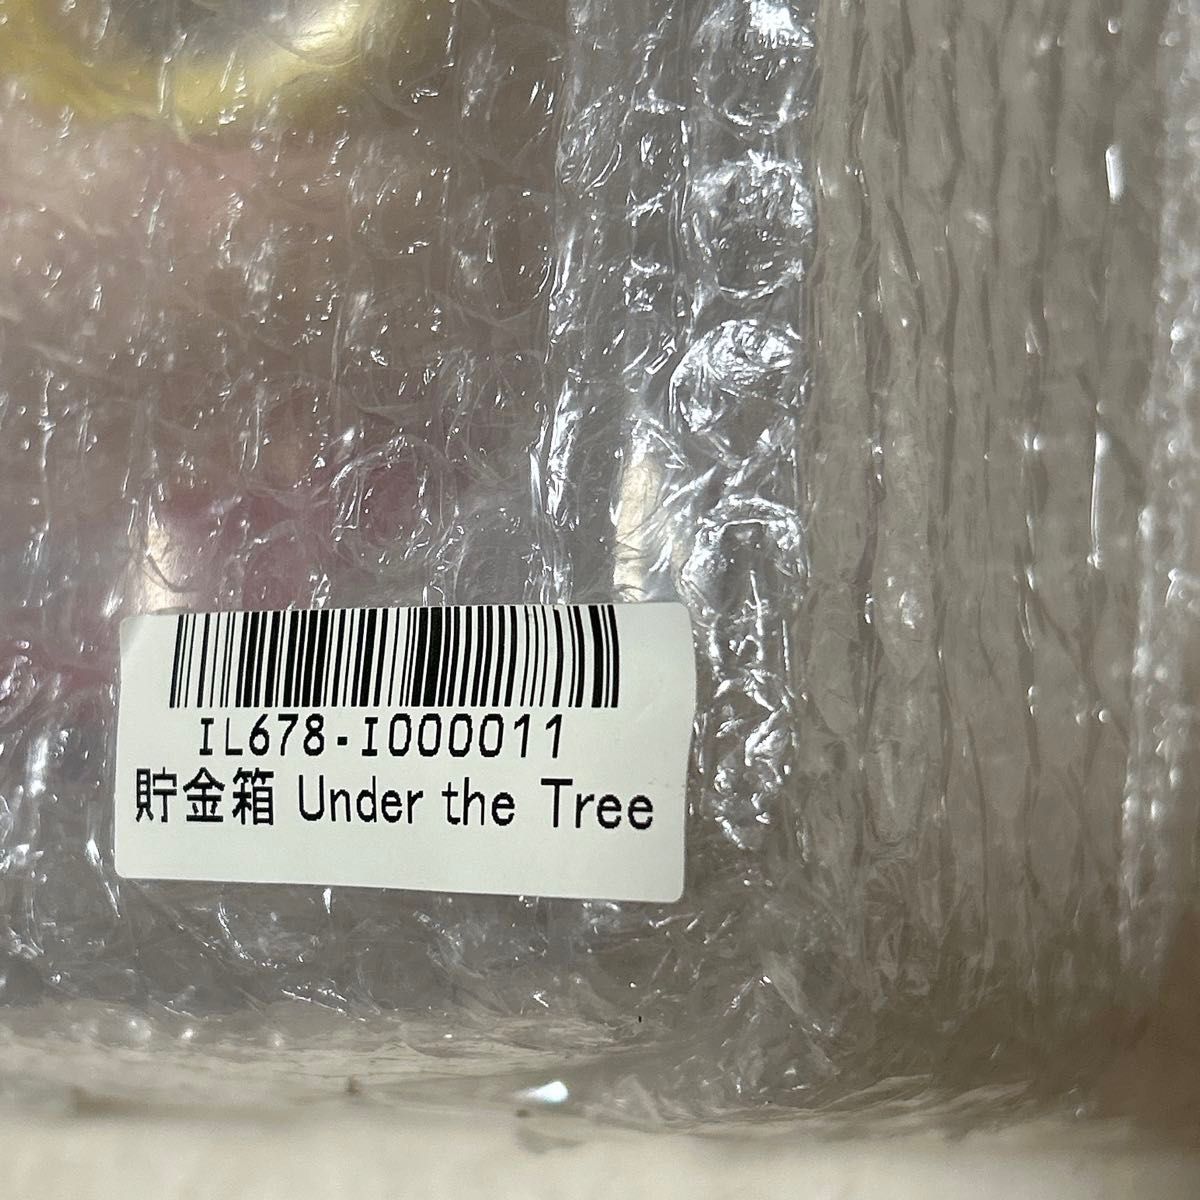 IL678-I000011
貯金箱 Under the Tree